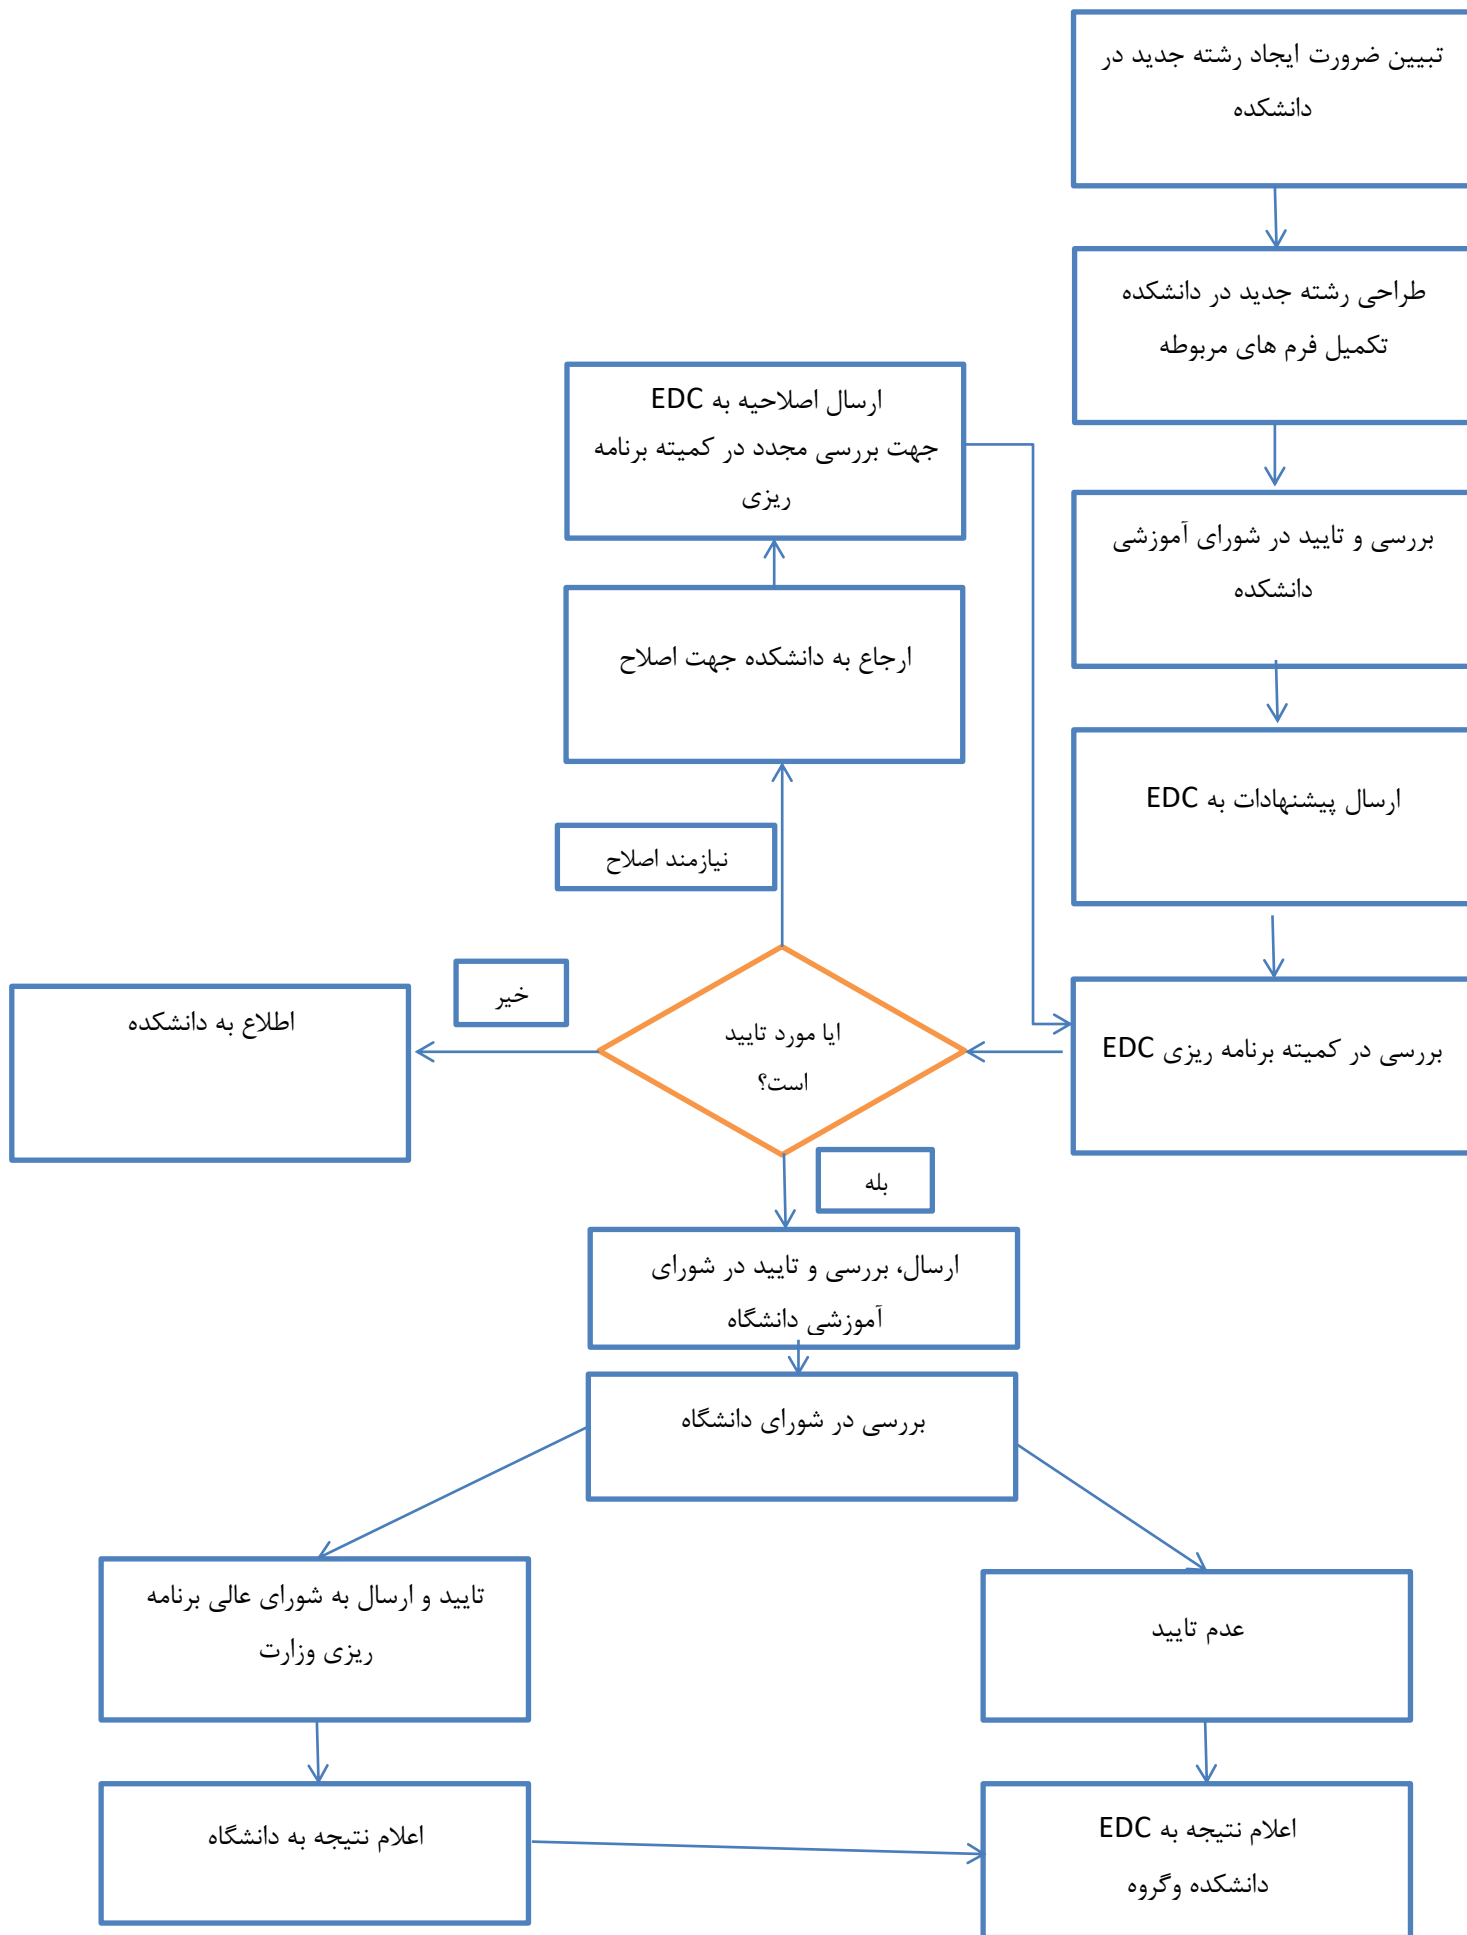 تبیین ضرورت ایجاد رشته جدید در
دانشکده
طراحی رشته جدید در دانشکده
تکمیل فرم های مربوطه
بررسی و تایید در شورای آموزشی
دانشکده
ارسال پیشنهادات به EDC
بررسی در کمیته برنامه ریزی EDC
ایا مورد تایید
است؟
نیازمند اصلاح
ارجاع به دانشکده جهت اصلاح
ارسال اصلاحیه به EDC
جهت بررسی مجدد در کمیته برنامه
ریزی
خیر
اطلاع به دانشکده
بله
ارسال، بررسی و تایید در شورای
آموزشی دانشگاه
بررسی در شورای دانشگاه
عدم تایید
تایید و ارسال به شورای عالی برنامه
ریزی وزارت
اعلام نتیجه به دانشگاه
اعلام نتیجه به EDC
دانشکده وگروه